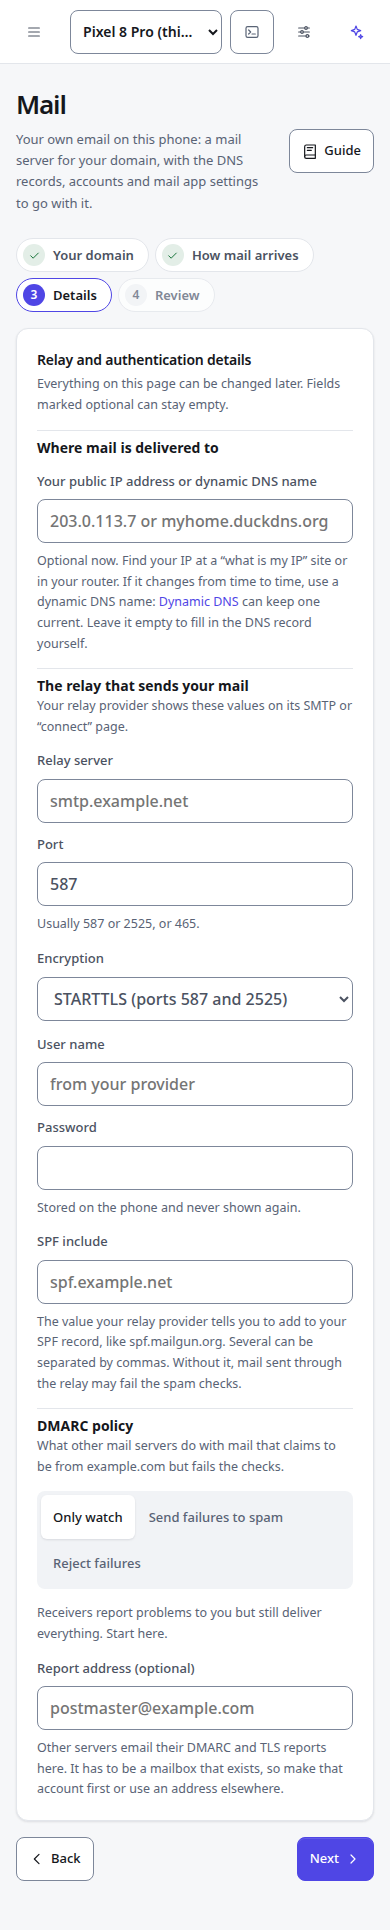 Pixel 8 Pro (thi...
Mail
Your own email on this phone: a mail
server for your domain, with the DNS
records, accounts and mail app settings
to go with it.
Guide
Your domain
How mail arrives
3 Details
4 Review
Relay and authentication details
Everything on this page can be changed later. Fields
marked optional can stay empty.
Where mail is delivered to
Your public IP address or dynamic DNS name
203.0.113.7 or myhome.duckdns.org
Optional now. Find your IP at a “what is my IP” site or
in your router. If it changes from time to time, use a
dynamic DNS name: Dynamic DNS can keep one
current. Leave it empty to fill in the DNS record
yourself.
The relay that sends your mail
Your relay provider shows these values on its SMTP or
“connect” page.
Relay server
smtp.example.net
Port
587
Usually 587 or 2525, or 465.
Encryption
STARTTLS (ports 587 and 2525)
User name
from your provider
Password
Stored on the phone and never shown again.
SPF include
spf.example.net
The value your relay provider tells you to add to your
SPF record, like spf.mailgun.org. Several can be
separated by commas. Without it, mail sent through
the relay may fail the spam checks.
DMARC policy
What other mail servers do with mail that claims to
be from example.com but fails the checks.
Only watch
Send failures to spam
Reject failures
Receivers report problems to you but still deliver
everything. Start here.
Report address (optional)
postmaster@example.com
Other servers email their DMARC and TLS reports
here. It has to be a mailbox that exists, so make that
account first or use an address elsewhere.
Back
Next